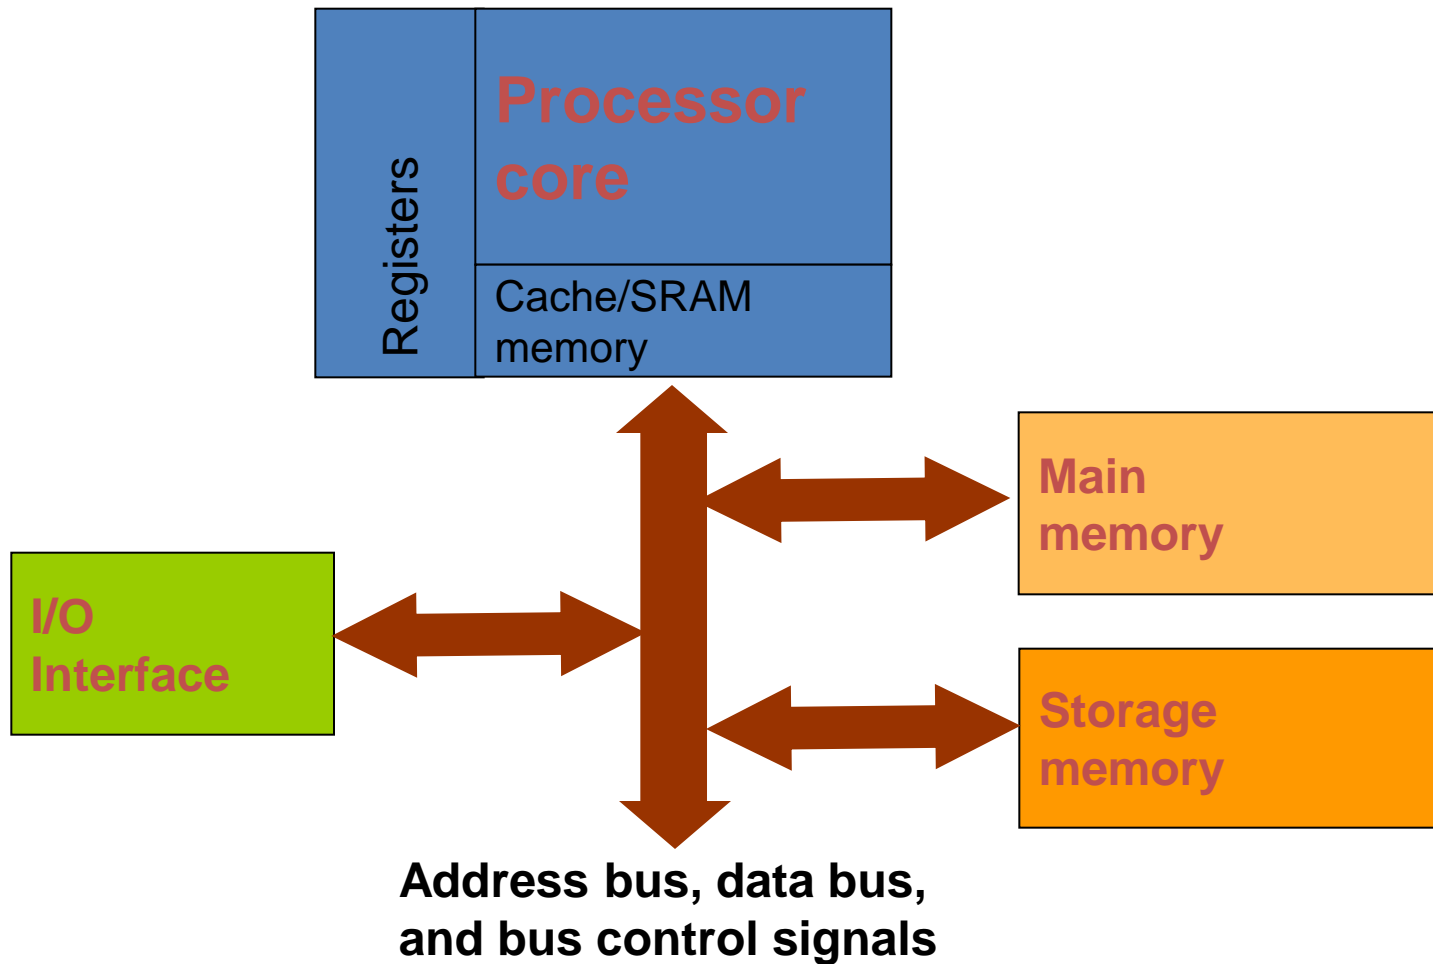 Processor
core
Registers
Cache/SRAM
memory
Main
memory
I/O
Interface
Storage
memory
Address bus, data bus,
and bus control signals